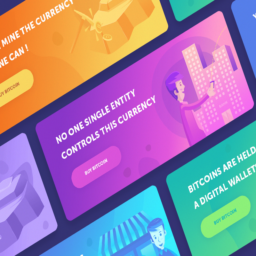 MINE THE CURRENCY
NE CAN !
BUY BITCOIN
NO ONE SINGLE ENTITY
CONTROLS THIS CURRENCY
BUY BITCOIN
BITCOINS ARE HELD
A DIGITAL WALLET
BUY BITCOIN